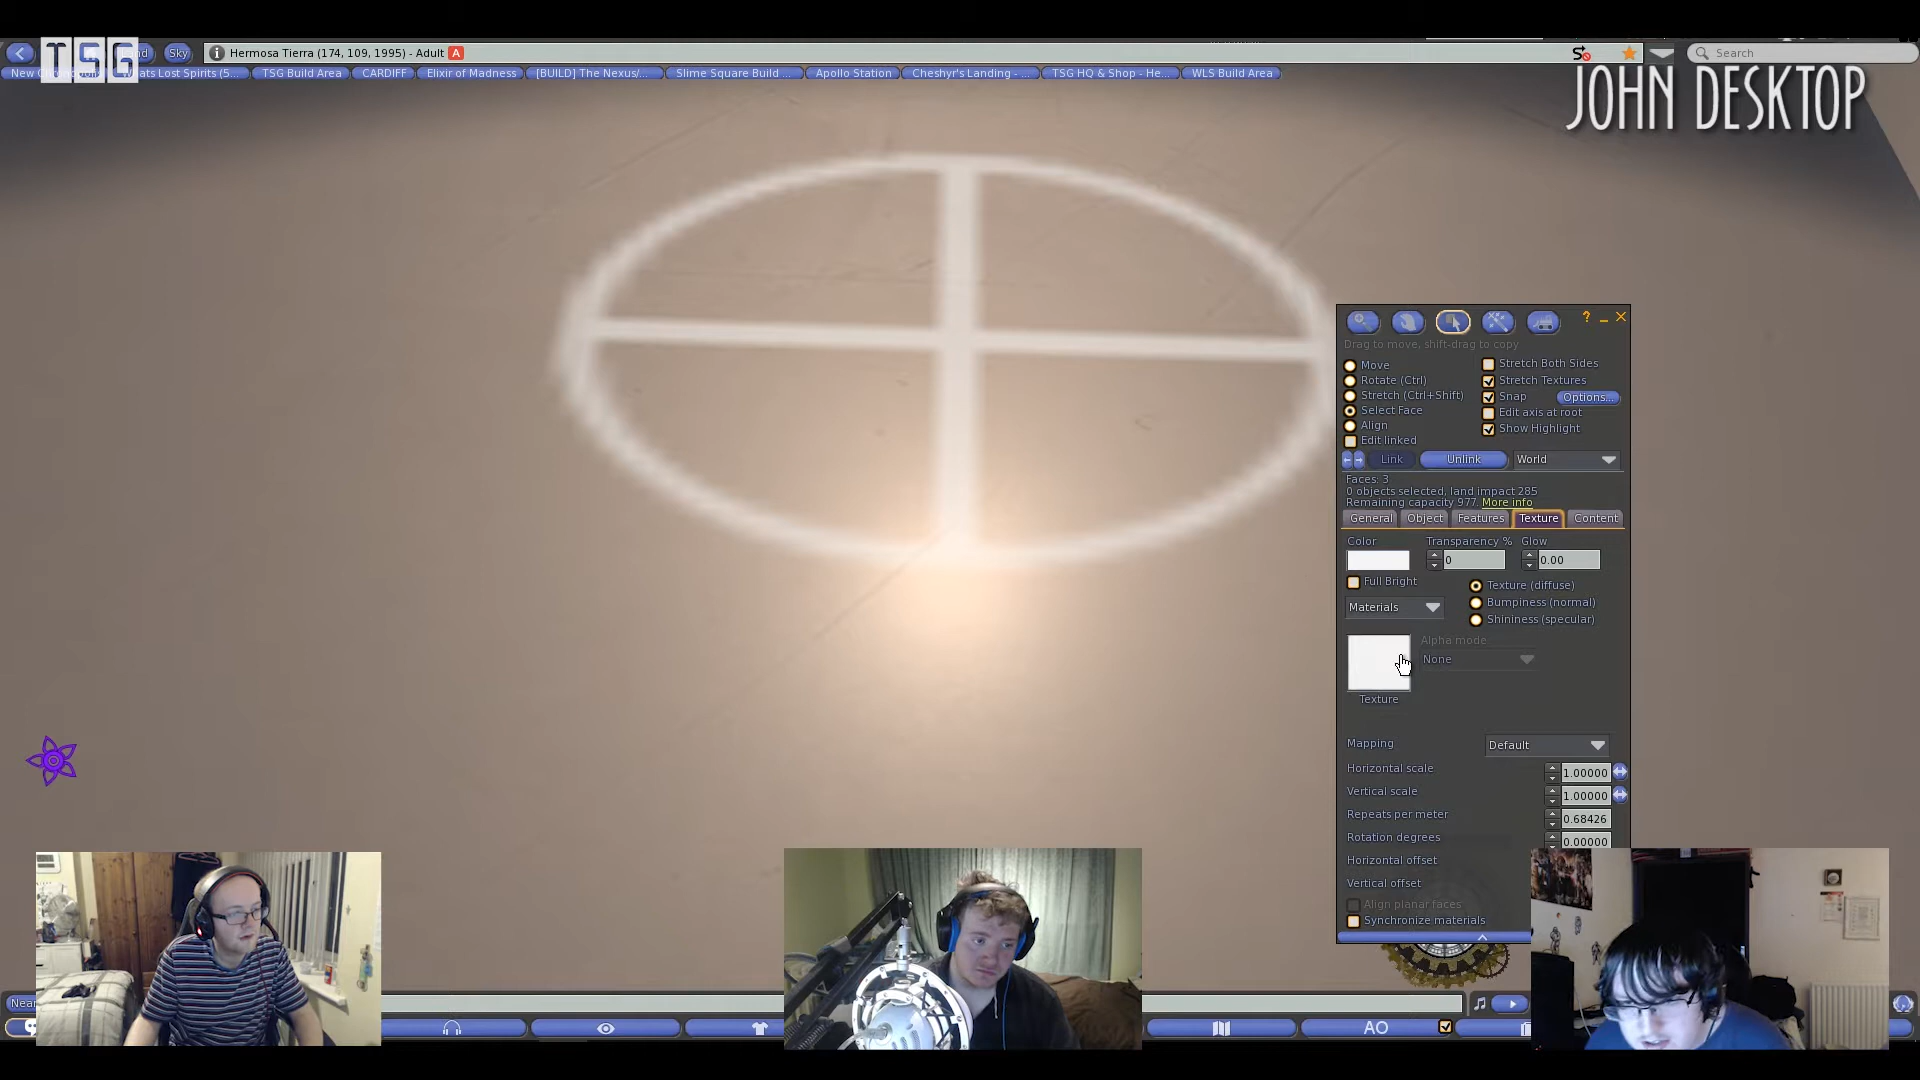 TSG
Sky
Hermosa Tierra (174, 109, 1995) - Adult A
Search
JOHN DESKTOP
ats Lost Spirits (5...
TSG Build Area
CARDIFF
Elixir of Madness
[BUILD] The Nexus/...
Slime Square Build ...
Apollo Station
Cheshyr's Landing - ...
TSG HQ & Shop - He...
WLS Build Area
Drag to move, shift-drag to copy
Move
Rotate (Ctrl)
Stretch (Ctrl+Shift)
Select Face
Align
Edit linked
Stretch Both Sides
Stretch Textures
Snap
Options...
Edit axis at root
Show Highlight
Link
Unlink
World
Faces: 3
0 objects selected, land impact 285
Remaining capacity 977. More info
General
Object
Features
Texture
Content
Color
Transparency %
Glow
0
0.00
Full Bright
Texture (diffuse)
Bumpiness (normal)
Shininess (specular)
Materials
Alpha mode
None
Texture
Mapping
Default
Horizontal scale
1.00000
Vertical scale
1.00000
Repeats per meter
0.68426
Rotation degrees
0.00000
Horizontal offset
Vertical offset
Align planar faces
Synchronize materials
Near
AO